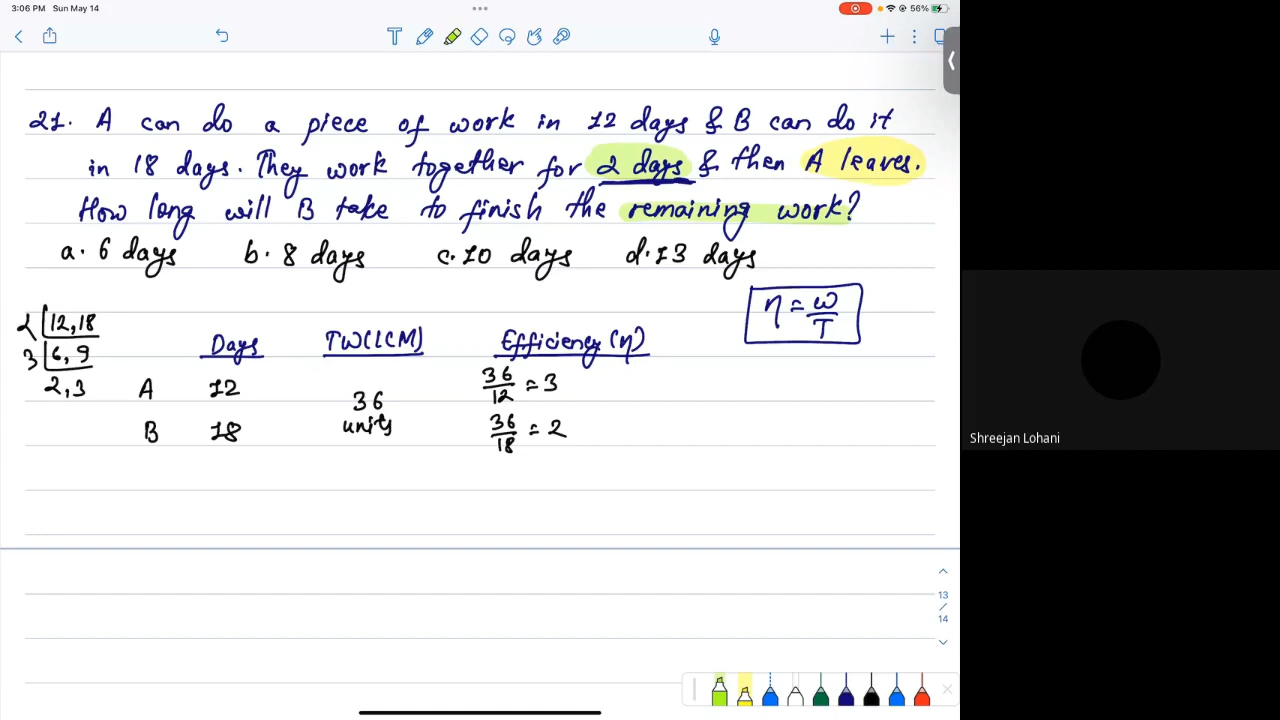 3:06 PM Sun May 14
56%
21. A can do a piece of work in 12 days & B can do it
in 18 days. They work together for 2 days & then A leaves.
How long will B take to finish the remaining work?
a. 6 days b. 8 days c. 10 days d. 13 days
η = w/T
2 | 12, 18
3 | 6, 9
2, 3
Days TW(LCM) Efficiency (η)
A 12 36/12 = 3
36 units
B 18 36/18 = 2
Shreejan Lohani
13
/
14